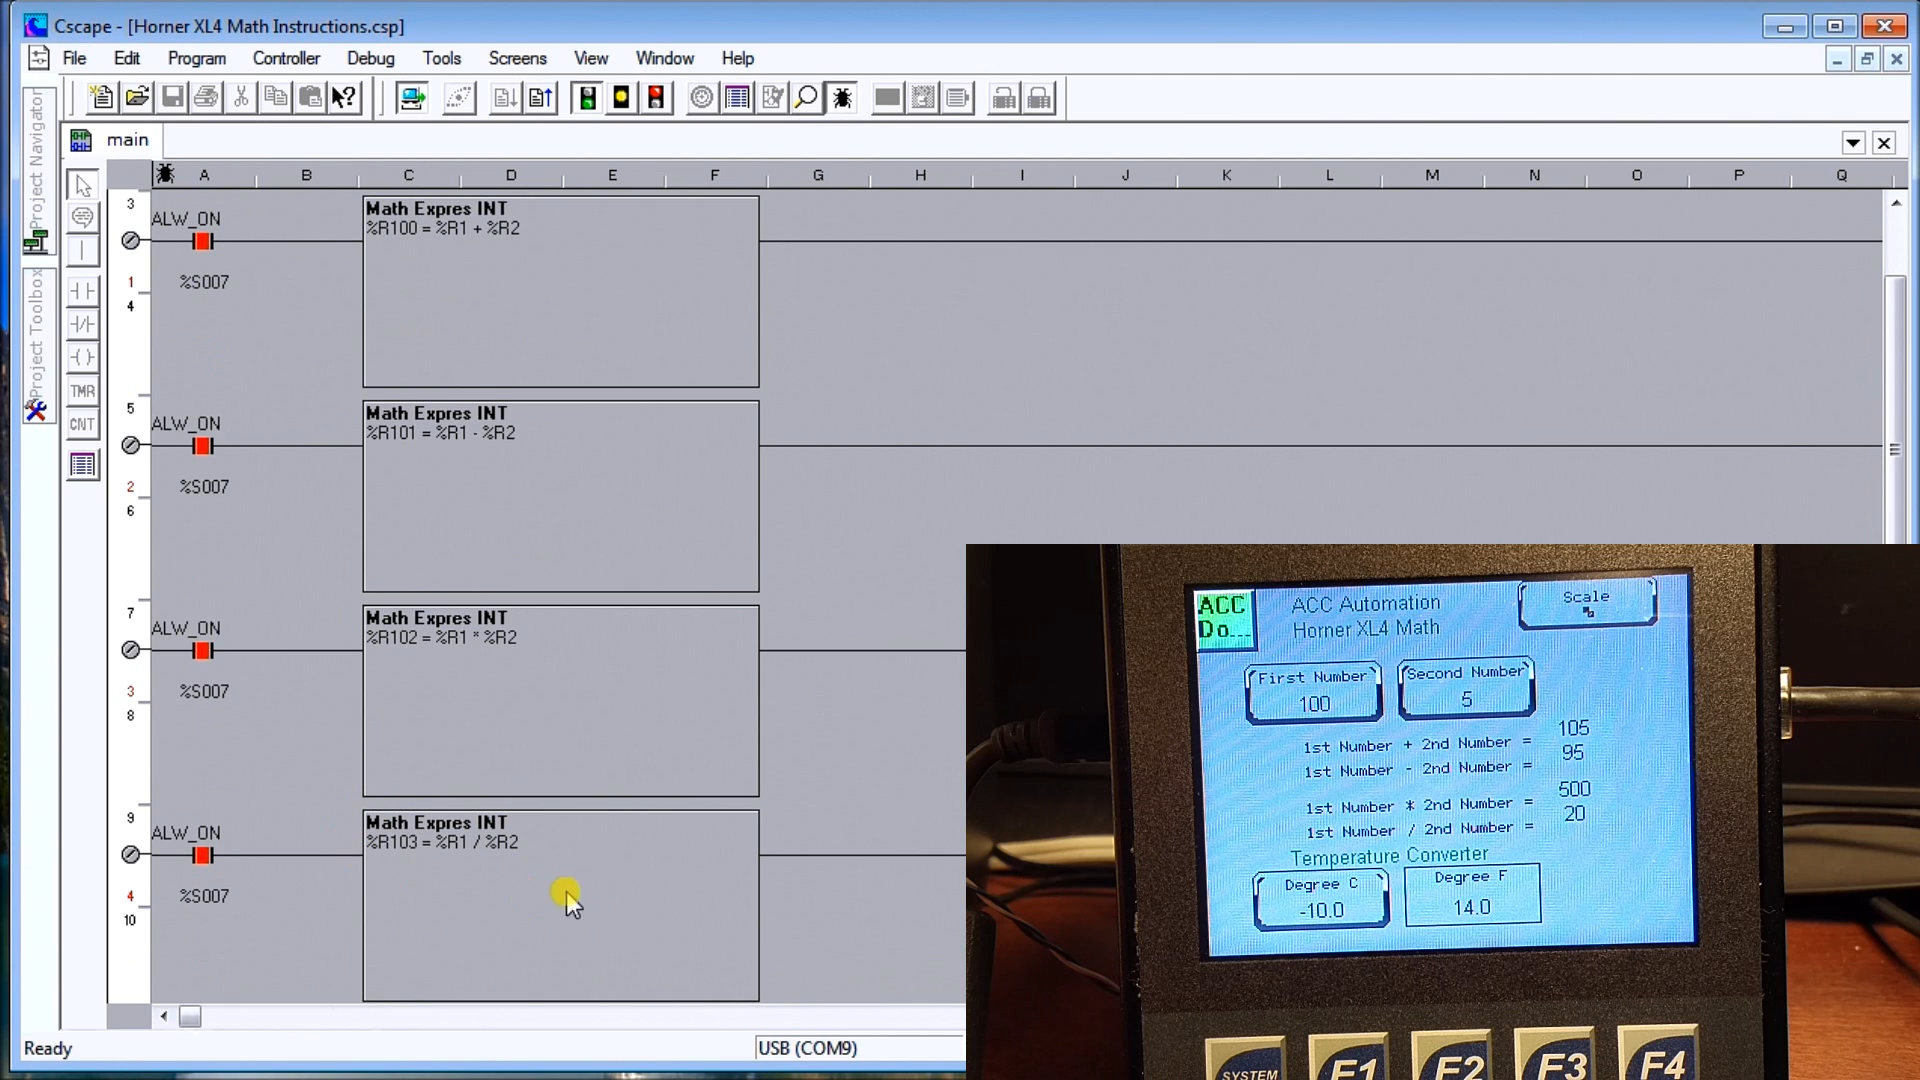 Cscape - [Horner XL4 Math Instructions.csp]
File Edit Program Controller Debug Tools Screens View Window Help
Project Navigator
Project Toolbox
main
A B C D E F G H I J K L M N O P Q
TMR
CNT
3
ALW_ON
Math Expres INT
%R100 = %R1 + %R2
1
%S007
4
5
ALW_ON
Math Expres INT
%R101 = %R1 - %R2
2
%S007
6
7
ALW_ON
Math Expres INT
%R102 = %R1 * %R2
3
%S007
8
9
ALW_ON
Math Expres INT
%R103 = %R1 / %R2
4
%S007
10
Ready
USB (COM9)
ACC
Do...
ACC Automation
Horner XL4 Math
Scale
First Number
100
Second Number
5
1st Number + 2nd Number = 105
1st Number - 2nd Number = 95
1st Number * 2nd Number = 500
1st Number / 2nd Number = 20
Temperature Converter
Degree C
-10.0
Degree F
14.0
SYSTEM F1 F2 F3 F4